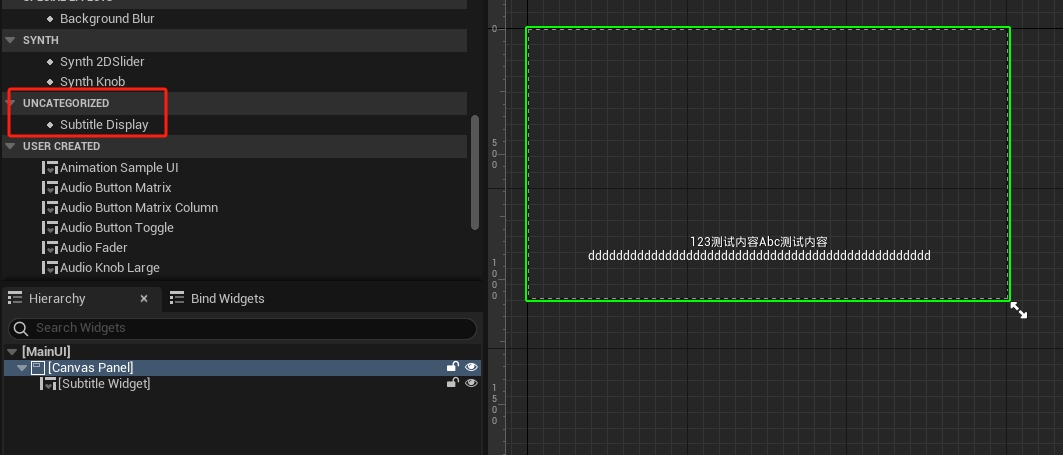 SPECIAL EFFECTS
Background Blur
SYNTH
Synth 2DSlider
Synth Knob
UNCATEGORIZED
Subtitle Display
USER CREATED
Animation Sample UI
Audio Button Matrix
Audio Button Matrix Column
Audio Button Toggle
Audio Fader
Audio Knob Large
Hierarchy
Bind Widgets
Search Widgets
[MainUI]
[Canvas Panel]
[Subtitle Widget]
0
500
1000
1500
123测试内容Abc测试内容
ddddddddddddddddddddddddddddddddddddddddddddddddd